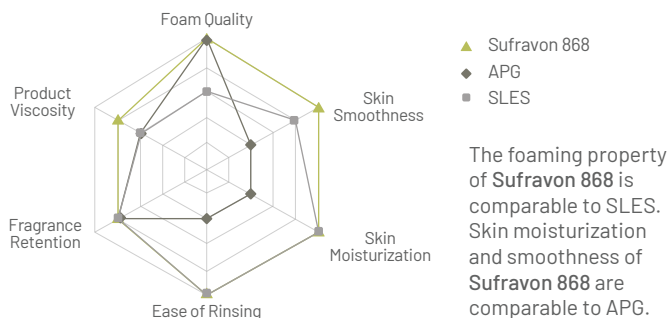 Foam Quality
Product
Viscosity
Skin
Smoothness
Fragrance
Retention
Skin
Moisturization
Ease of Rinsing
Sufravon 868
APG
SLES
The foaming property
of Sufravon 868 is
comparable to SLES.
Skin moisturization
and smoothness of
Sufravon 868 are
comparable to APG.